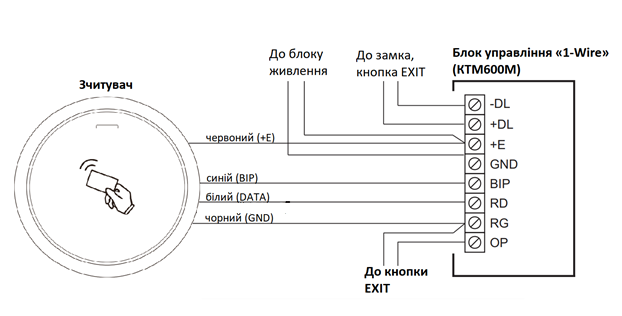 До блоку
живлення
До замка,
кнопка EXIT
Блок управління «1-Wire»
(КТМ600М)
Зчитувач
червоний (+E)
синій (BIP)
білий (DATA)
чорний (GND)
-DL
+DL
+E
GND
BIP
RD
RG
OP
До кнопки
EXIT